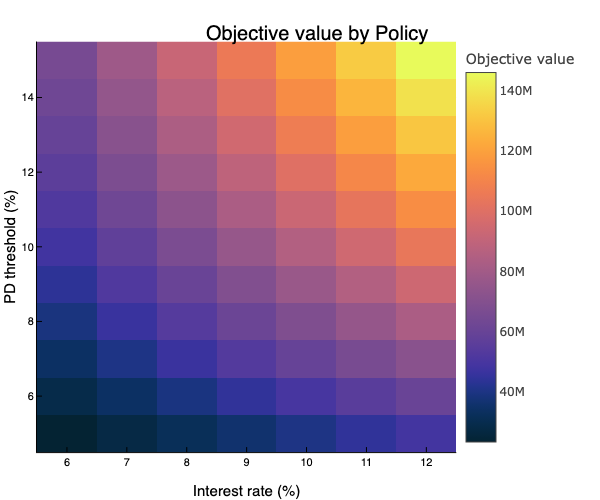 Objective value by Policy
Objective value
140M
120M
100M
80M
60M
40M
PD threshold (%)
14
12
10
8
6
6 7 8 9 10 11 12
Interest rate (%)